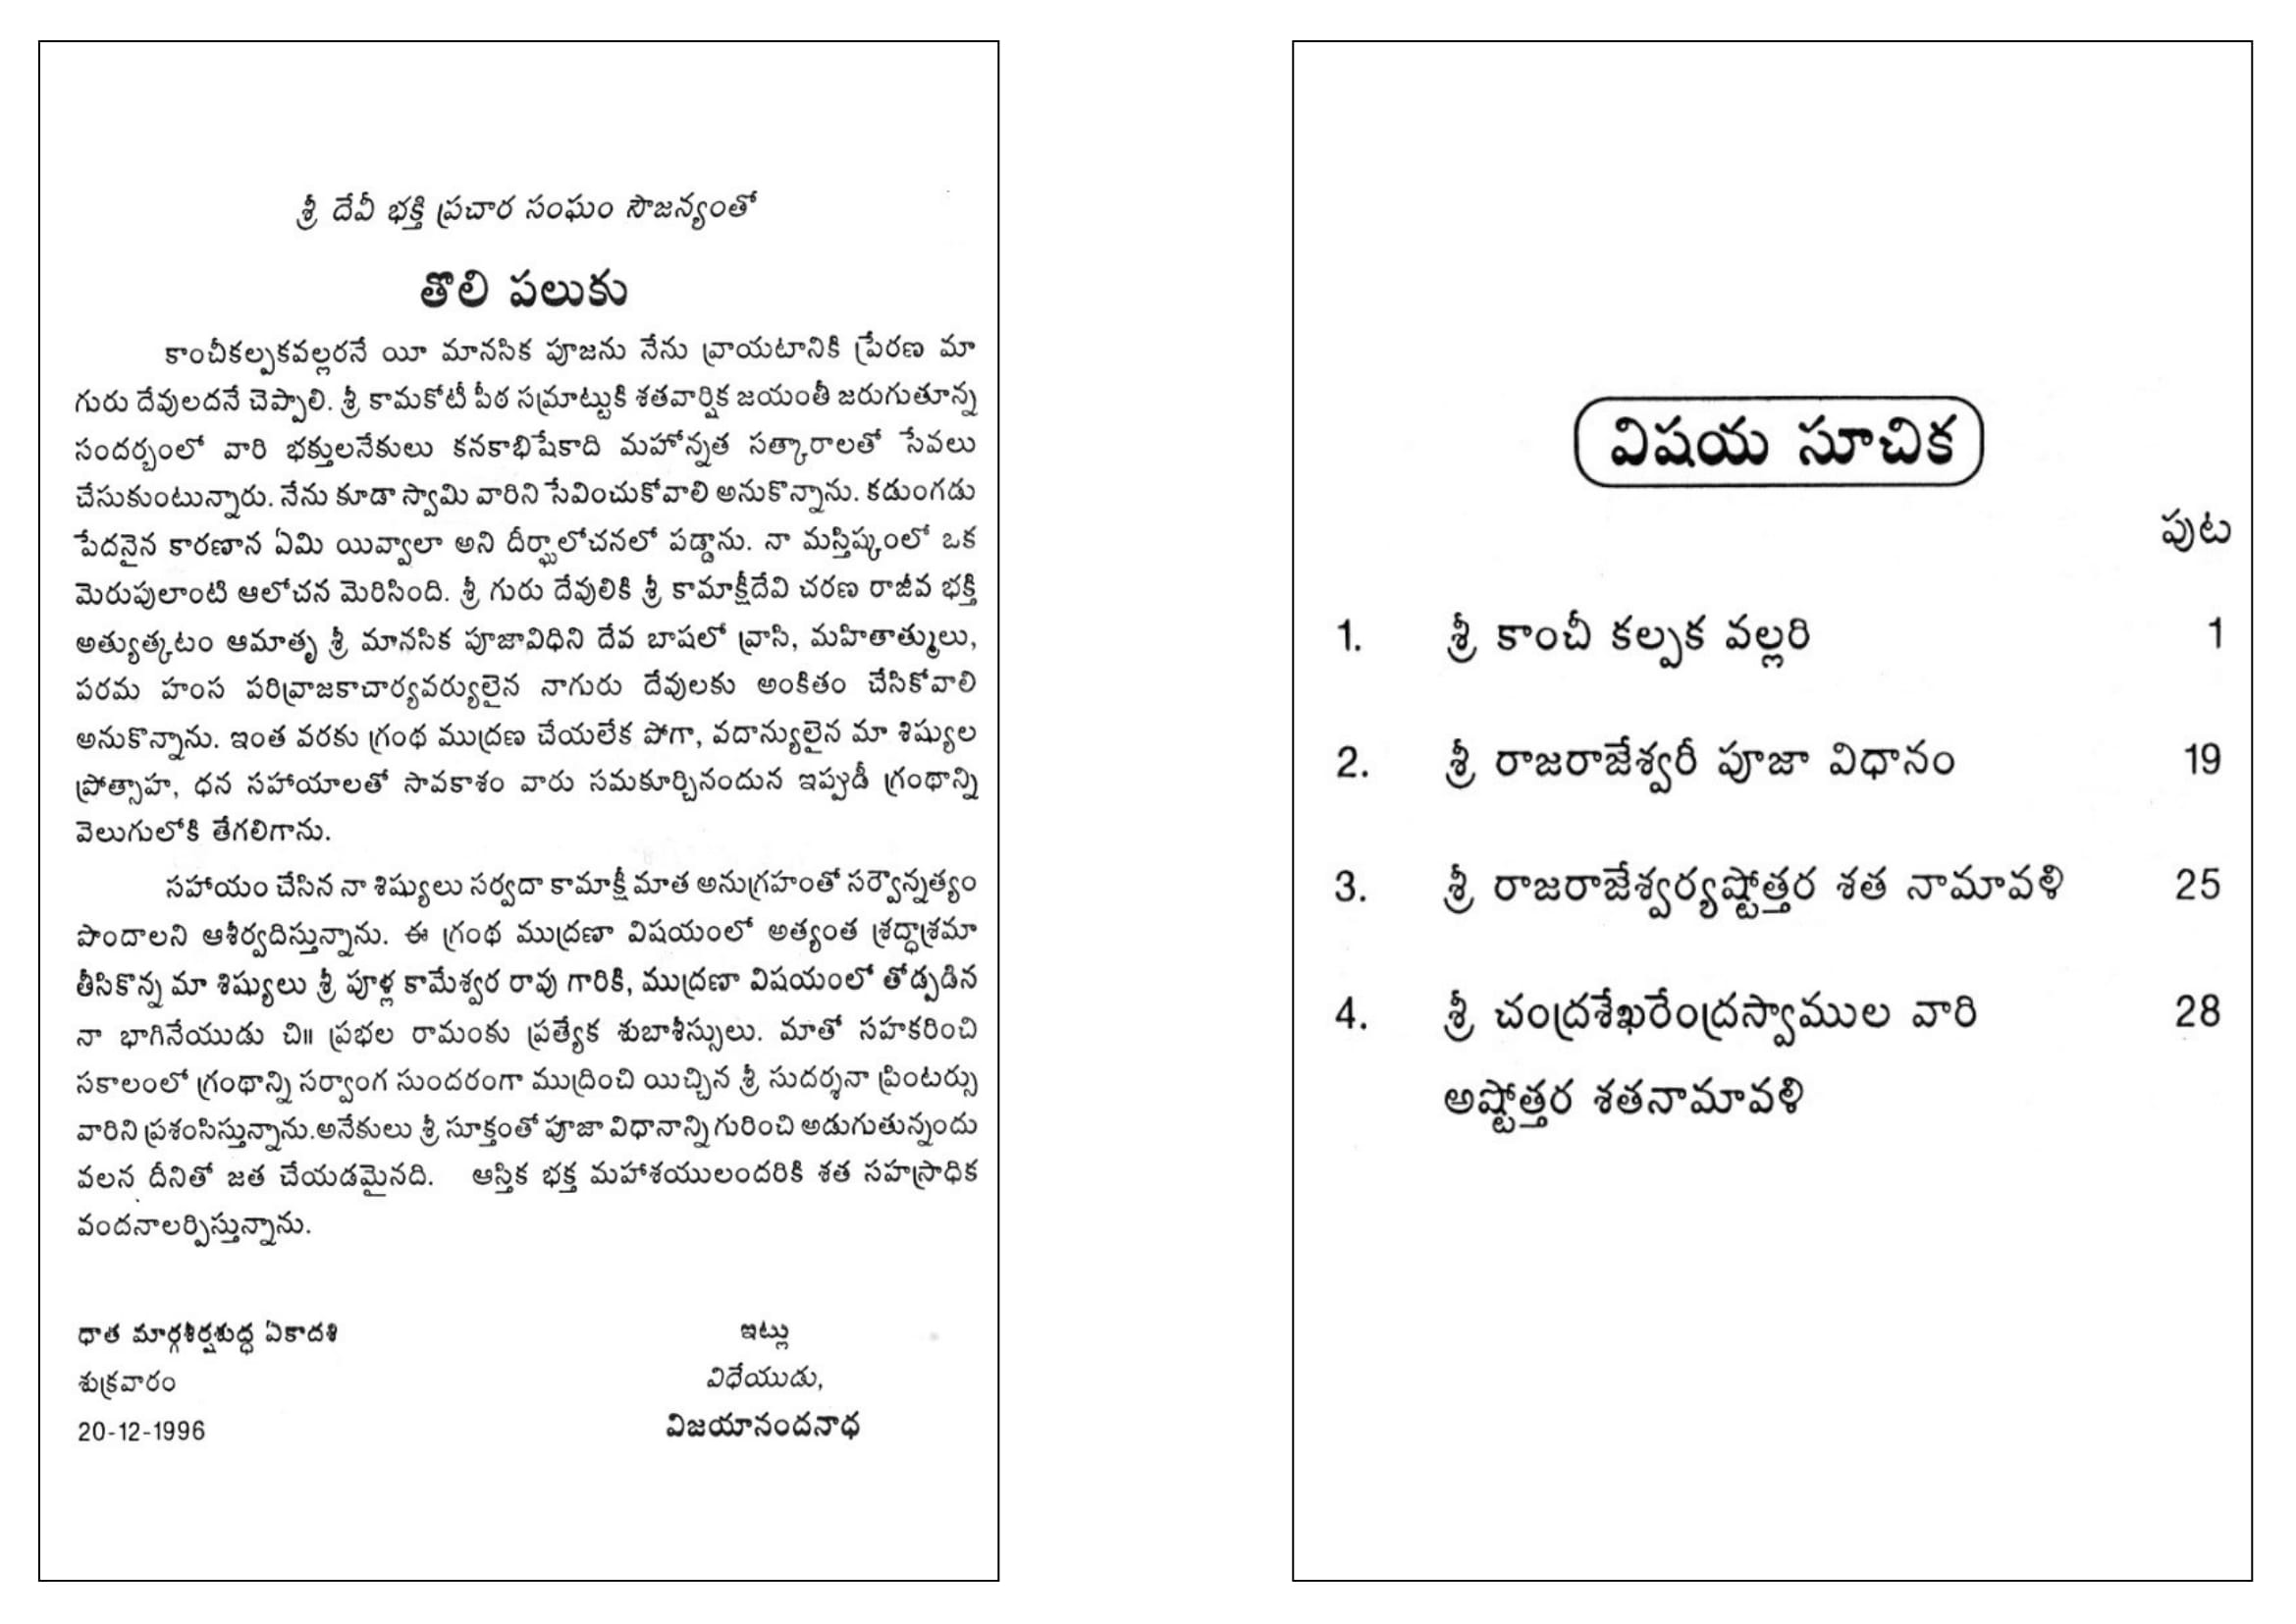 శ్రీ దేవీ భక్తి ప్రచార సంఘం సౌజన్యంతో
తొలి పలుకు
కాంచీకల్పకవల్లరనే యీ మానసిక పూజను నేను వ్రాయటానికి ప్రేరణ మా
గురు దేవులదనే చెప్పాలి. శ్రీ కామకోటీ పీఠ సమ్రాట్టుకి శతవార్షిక జయంతీ జరుగుతూన్న
సందర్భంలో వారి భక్తులనేకులు కనకాభిషేకాది మహోన్నత సత్కారాలతో సేవలు
చేసుకుంటున్నారు. నేను కూడా స్వామి వారిని సేవించుకోవాలి అనుకొన్నాను. కడుంగడు
పేదనైన కారణాన ఏమి యివ్వాలా అని దీర్ఘాలోచనలో పడ్డాను. నా మస్తిష్కంలో ఒక
మెరుపులాంటి ఆలోచన మెరిసింది. శ్రీ గురు దేవులికి శ్రీ కామాక్షీదేవి చరణ రాజీవ భక్తి
అత్యుత్కటం ఆమాతృ శ్రీ మానసిక పూజావిధిని దేవ బాషలో వ్రాసి, మహితాత్ములు,
పరమ హంస పరివ్రాజకాచార్యవర్యులైన నాగురు దేవులకు అంకితం చేసికోవాలి
అనుకొన్నాను. ఇంత వరకు గ్రంథ ముద్రణ చేయలేక పోగా, వదాన్యులైన మా శిష్యుల
ప్రోత్సాహ, ధన సహాయాలతో సావకాశం వారు సమకూర్చినందున ఇప్పుడీ గ్రంథాన్ని
వెలుగులోకి తేగలిగాను.
సహాయం చేసిన నా శిష్యులు సర్వదా కామాక్షీ మాత అనుగ్రహంతో సర్వౌన్నత్యం
పొందాలని ఆశీర్వదిస్తున్నాను. ఈ గ్రంథ ముద్రణా విషయంలో అత్యంత శ్రద్ధాశ్రమా
తీసికొన్న మా శిష్యులు శ్రీ పూళ్ల కామేశ్వర రావు గారికి, ముద్రణా విషయంలో తోడ్పడిన
నా భాగినేయుడు చి॥ ప్రభల రామంకు ప్రత్యేక శుబాశీస్సులు. మాతో సహకరించి
సకాలంలో గ్రంథాన్ని సర్వాంగ సుందరంగా ముద్రించి యిచ్చిన శ్రీ సుదర్శనా ప్రింటర్సు
వారిని ప్రశంసిస్తున్నాను.అనేకులు శ్రీ సూక్తంతో పూజా విధానాన్ని గురించి అడుగుతున్నందు
వలన దీనితో జత చేయడమైనది. ఆస్తిక భక్త మహాశయులందరికి శత సహస్రాధిక
వందనాలర్పిస్తున్నాను.
ధాత మార్గశీర్షశుద్ధ ఏకాదశి
శుక్రవారం
20-12-1996
ఇట్లు
విధేయుడు,
విజయానందనాధ
విషయ సూచిక
పుట
1. శ్రీ కాంచీ కల్పక వల్లరి 1
2. శ్రీ రాజరాజేశ్వరీ పూజా విధానం 19
3. శ్రీ రాజరాజేశ్వర్యష్టోత్తర శత నామావళి 25
4. శ్రీ చంద్రశేఖరేంద్రస్వాముల వారి 28
అష్టోత్తర శతనామావళి